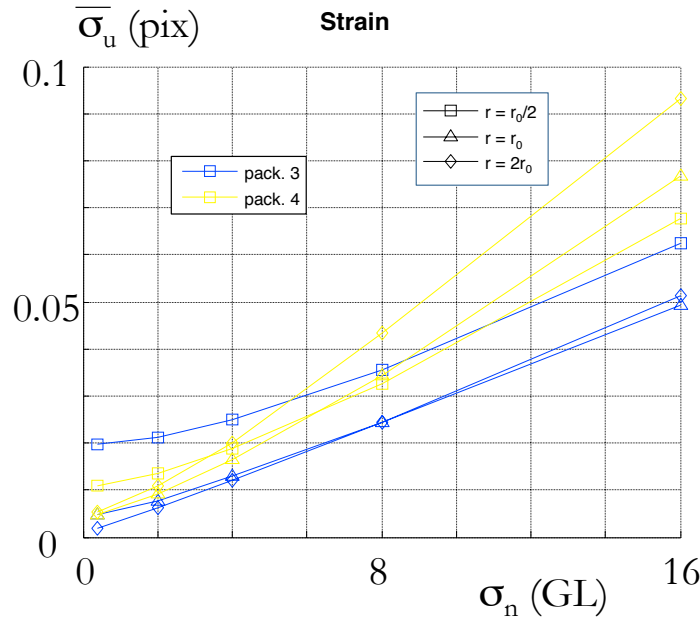 σ̅ᵤ (pix)
Strain
0.1
r = r₀/2
r = r₀
r = 2r₀
pack. 3
pack. 4
0.05
0
0 8 16
σₙ (GL)